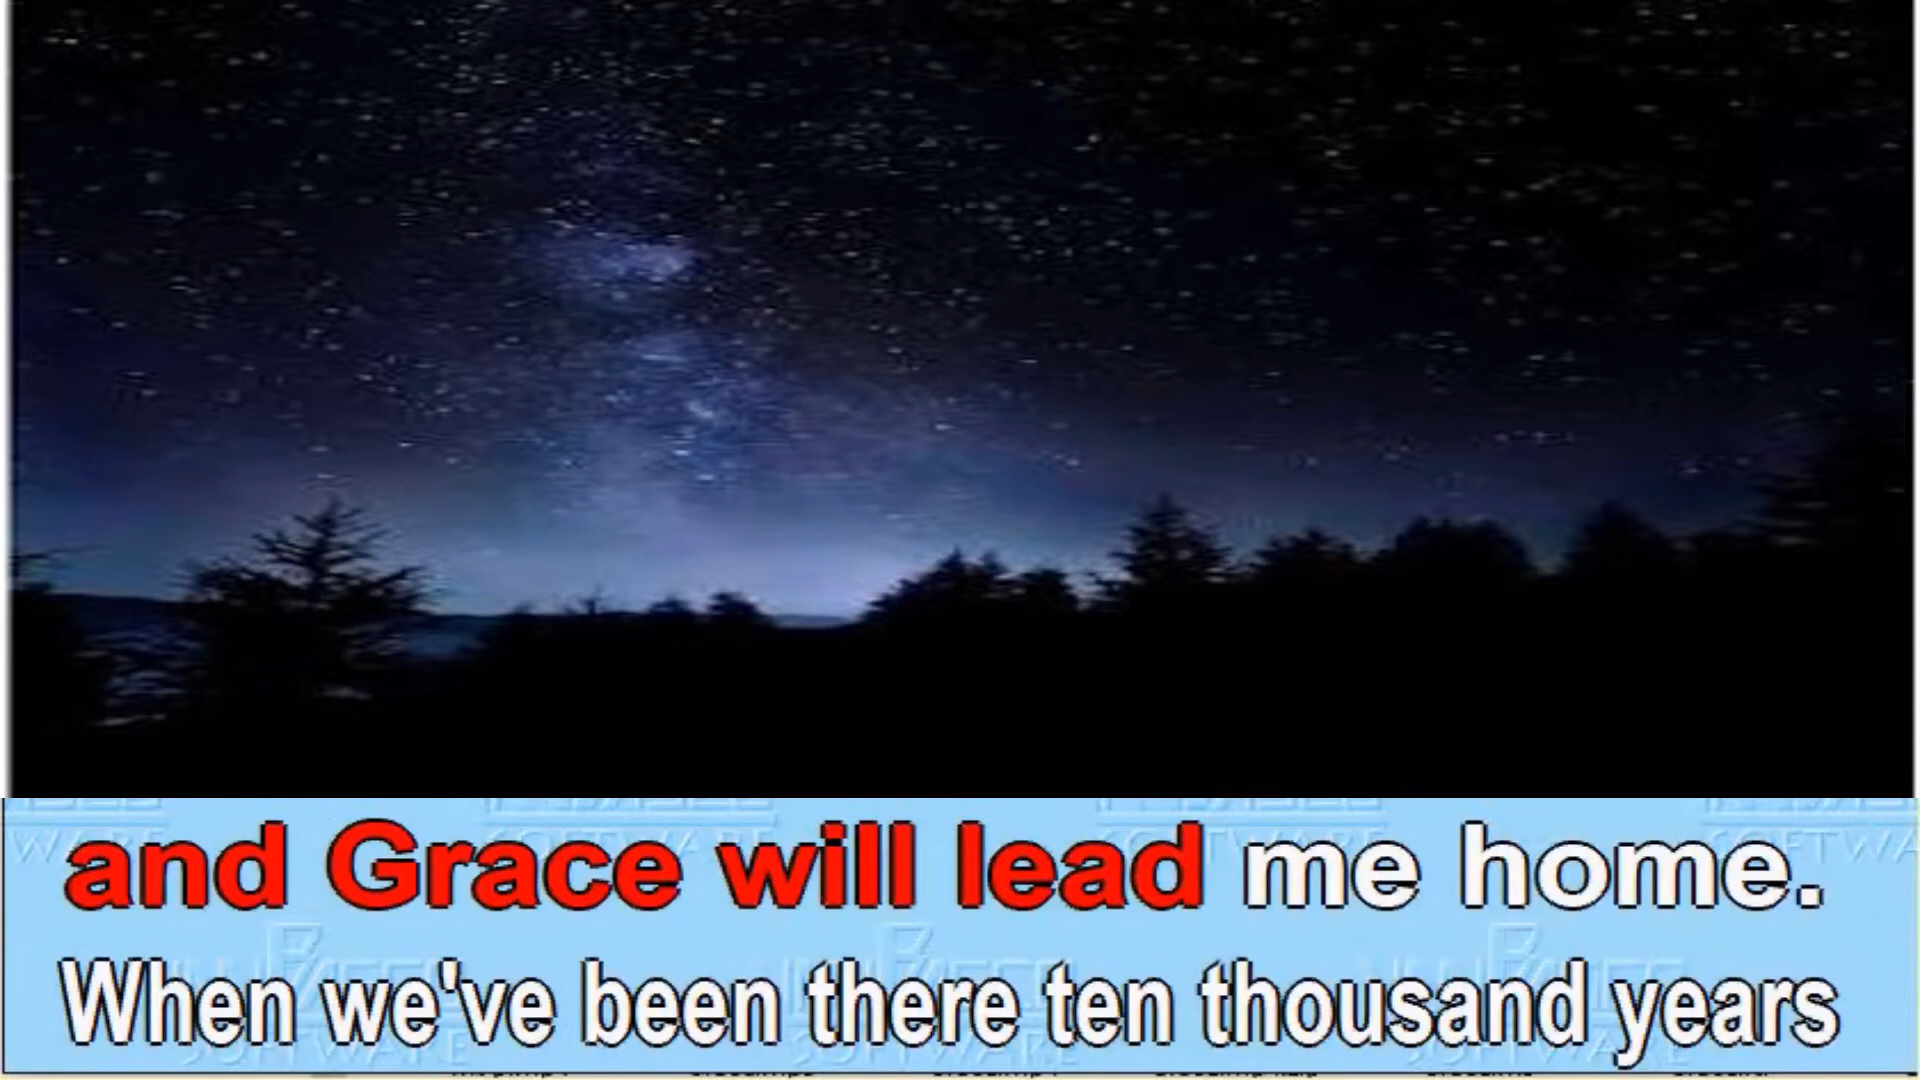 and Grace will lead me home.
When we've been there ten thousand years